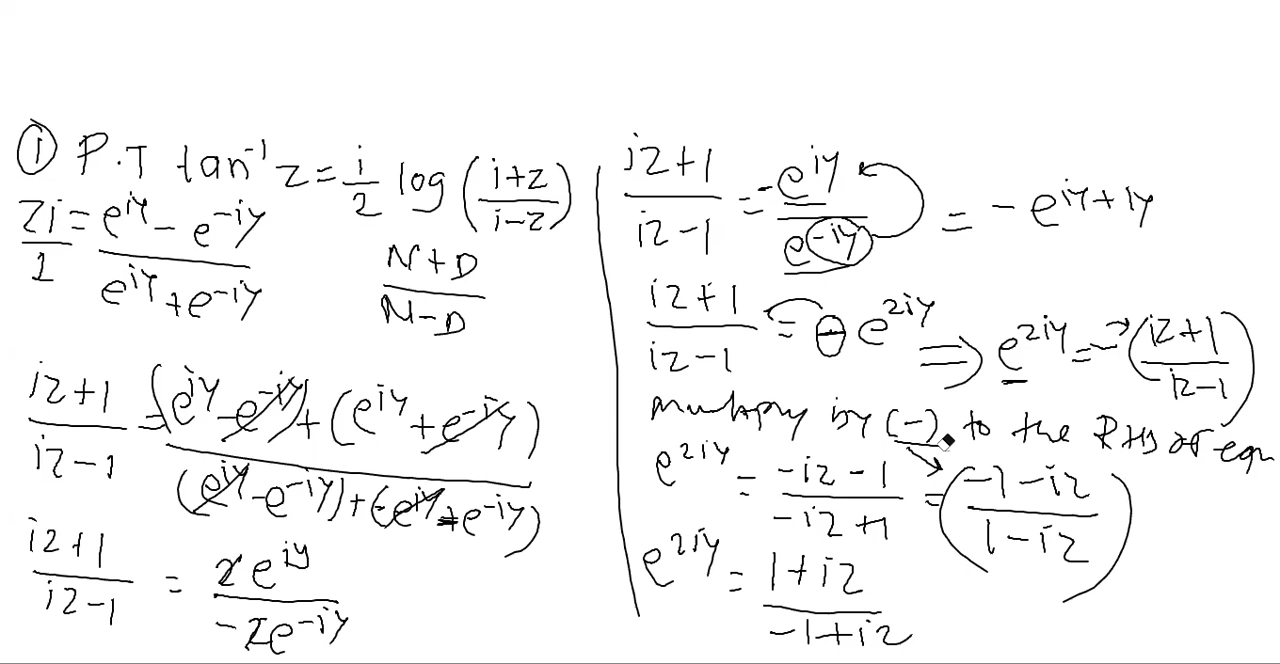 ① P.T tan⁻¹ z = i/2 log ( (i+z)/(i-z) )
zi/1 = (e^{iy} - e^{-iy})/(e^{iy} + e^{-iy})
(N+D)/(N-D)
(iz+1)/(iz-1) = ((e^{iy} - e^{-iy}) + (e^{iy} + e^{-iy}))/((e^{iy} - e^{-iy}) + (-e^{iy} + e^{-iy}))
(iz+1)/(iz-1) = 2e^{iy}/-2e^{-iy}
(iz+1)/(iz-1) = -e^{iy}/e^{-iy} = -e^{iy+iy}
(iz+1)/(iz-1) = - e^{2iy} ⇒ e^{2iy} = -((iz+1)/(iz-1))
multiply by (-) to the RHS of eqn
e^{2iy} = (-iz-1)/(-iz+1) = ((-1-iz)/(1-iz))
e^{2iy} = (1+iz)/(-1+iz)